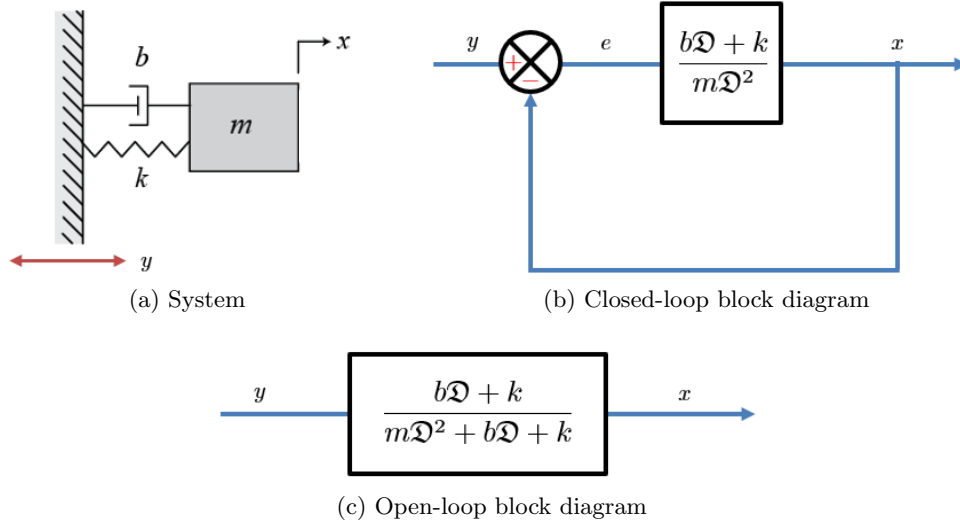 x
b
m
k
y
(a) System
y
+
−
e
b𝔇 + k
m𝔇²
x
(b) Closed-loop block diagram
y
b𝔇 + k
m𝔇² + b𝔇 + k
x
(c) Open-loop block diagram